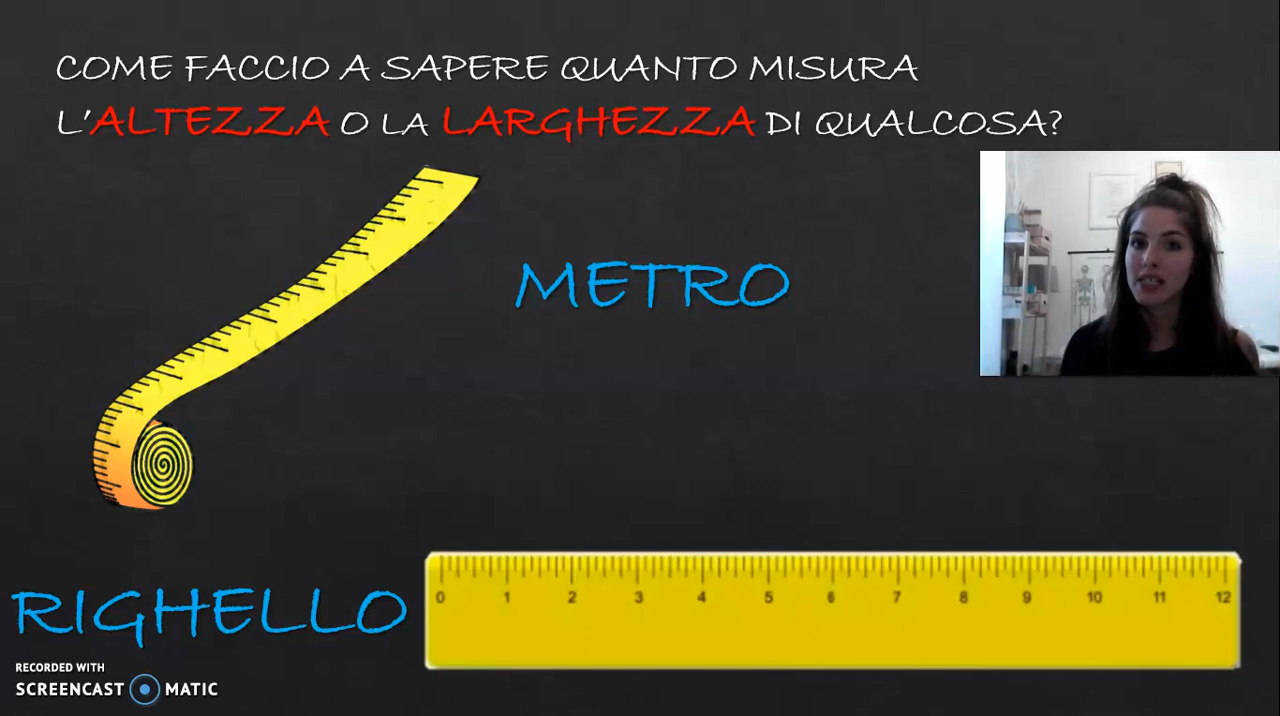 COME FACCIO A SAPERE QUANTO MISURA
L'ALTEZZA O LA LARGHEZZA DI QUALCOSA?
METRO
RIGHELLO
0 1 2 3 4 5 6 7 8 9 10 11 12
RECORDED WITH
SCREENCAST MATIC